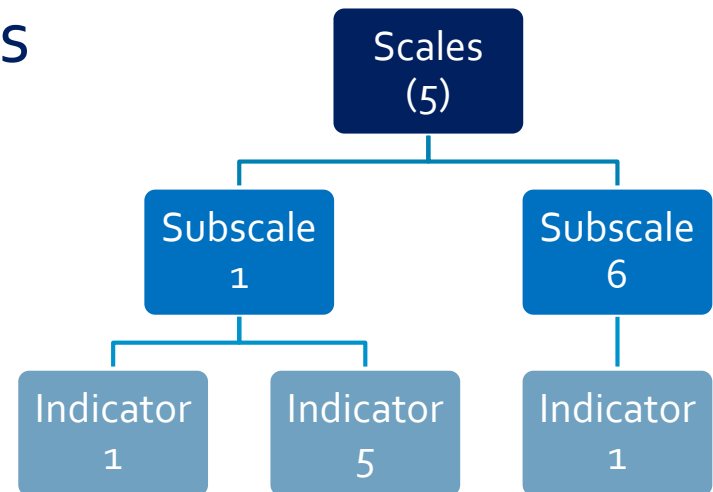 s
Scales
(5)
Subscale
1
Subscale
6
Indicator
1
Indicator
5
Indicator
1